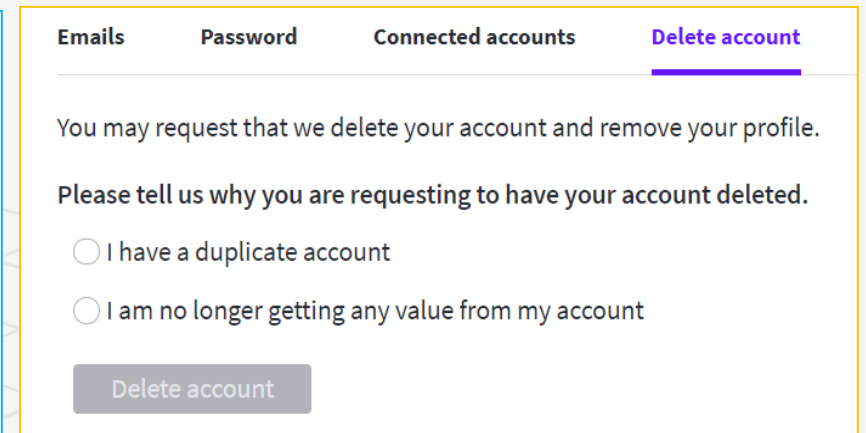 Emails Password Connected accounts Delete account
You may request that we delete your account and remove your profile.
Please tell us why you are requesting to have your account deleted.
I have a duplicate account
I am no longer getting any value from my account
Delete account